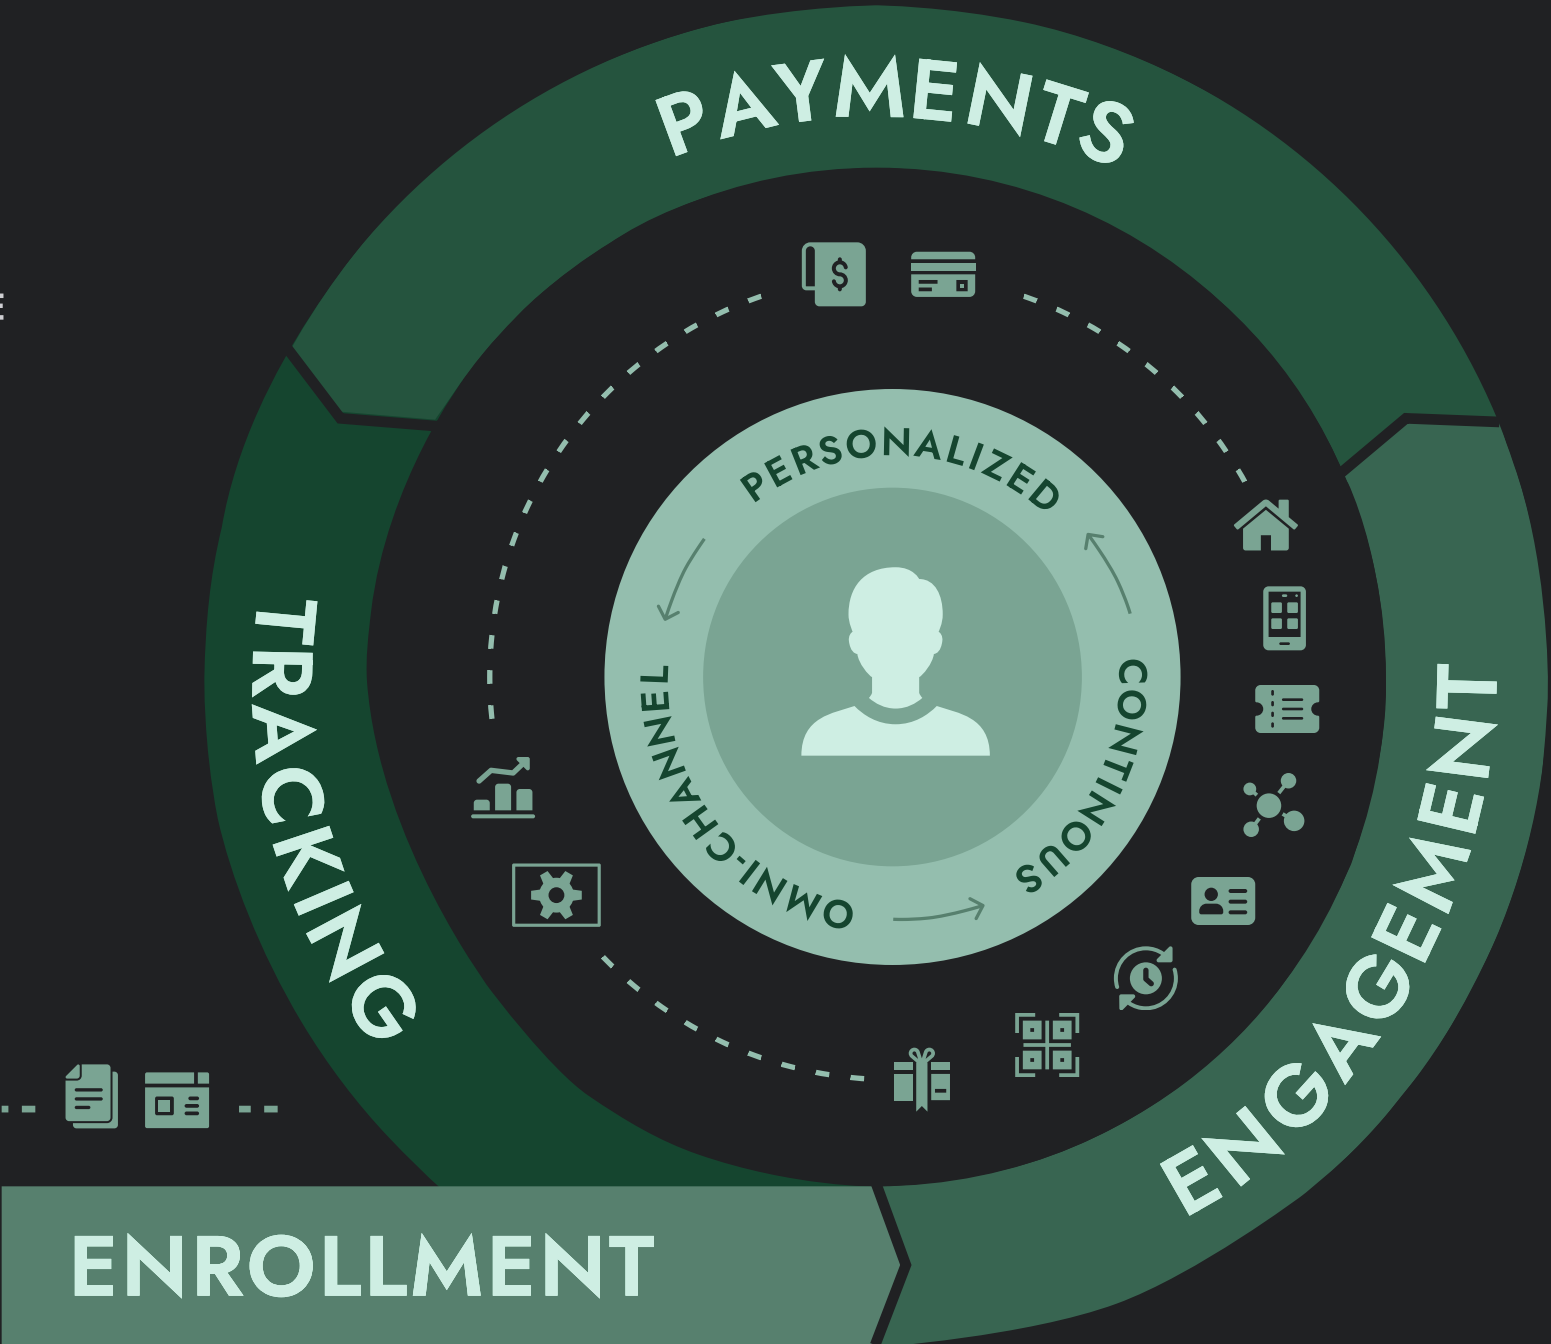 PAYMENTS
$
PERSONALIZED
CONTINOUS
OMNI-CHANNEL
TRACKING
ENGAGEMENT
ENROLLMENT